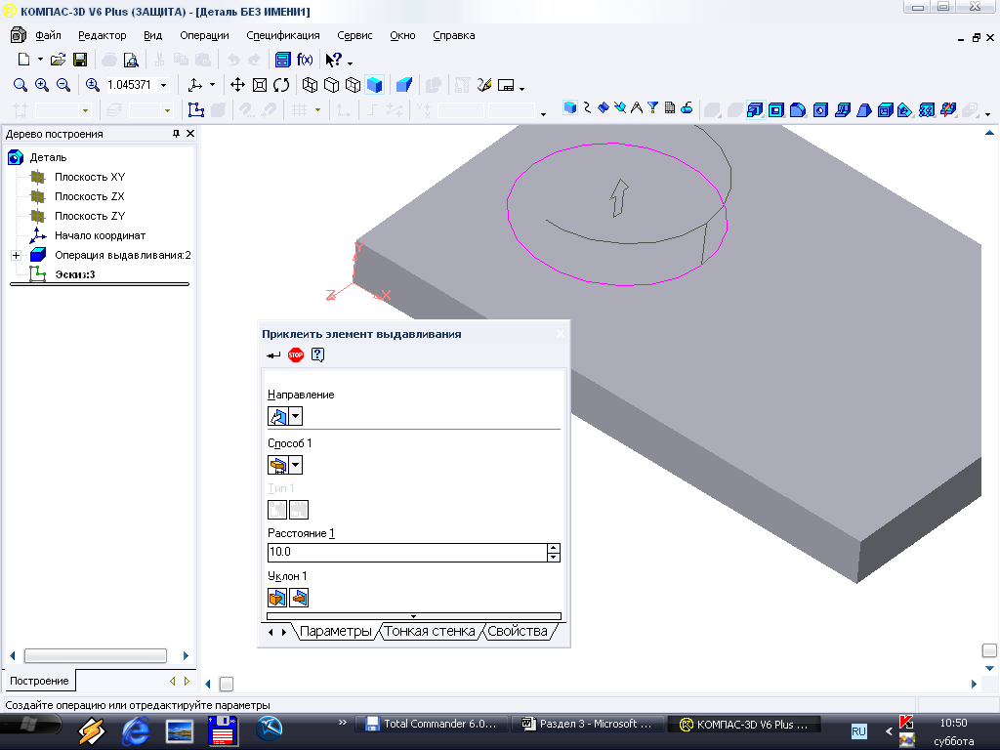 КОМПАС-3D V6 Plus (ЗАЩИТА) - [Деталь БЕЗ ИМЕНИ1]
Файл Редактор Вид Операции Спецификация Сервис Окно Справка
f(x) ?
1.045371
Дерево построения
Деталь
Плоскость XY
Плоскость ZX
Плоскость ZY
Начало координат
Операция выдавливания:2
Эскиз:3
Y
Z X
Приклеить элемент выдавливания
STOP ?
Направление
Способ 1
Тип 1
Расстояние 1
10.0
Уклон 1
Параметры Тонкая стенка Свойства
Построение
Создайте операцию или отредактируйте параметры
Total Commander 6.0... Раздел 3 - Microsoft ... КОМПАС-3D V6 Plus ... RU 10:50
суббота